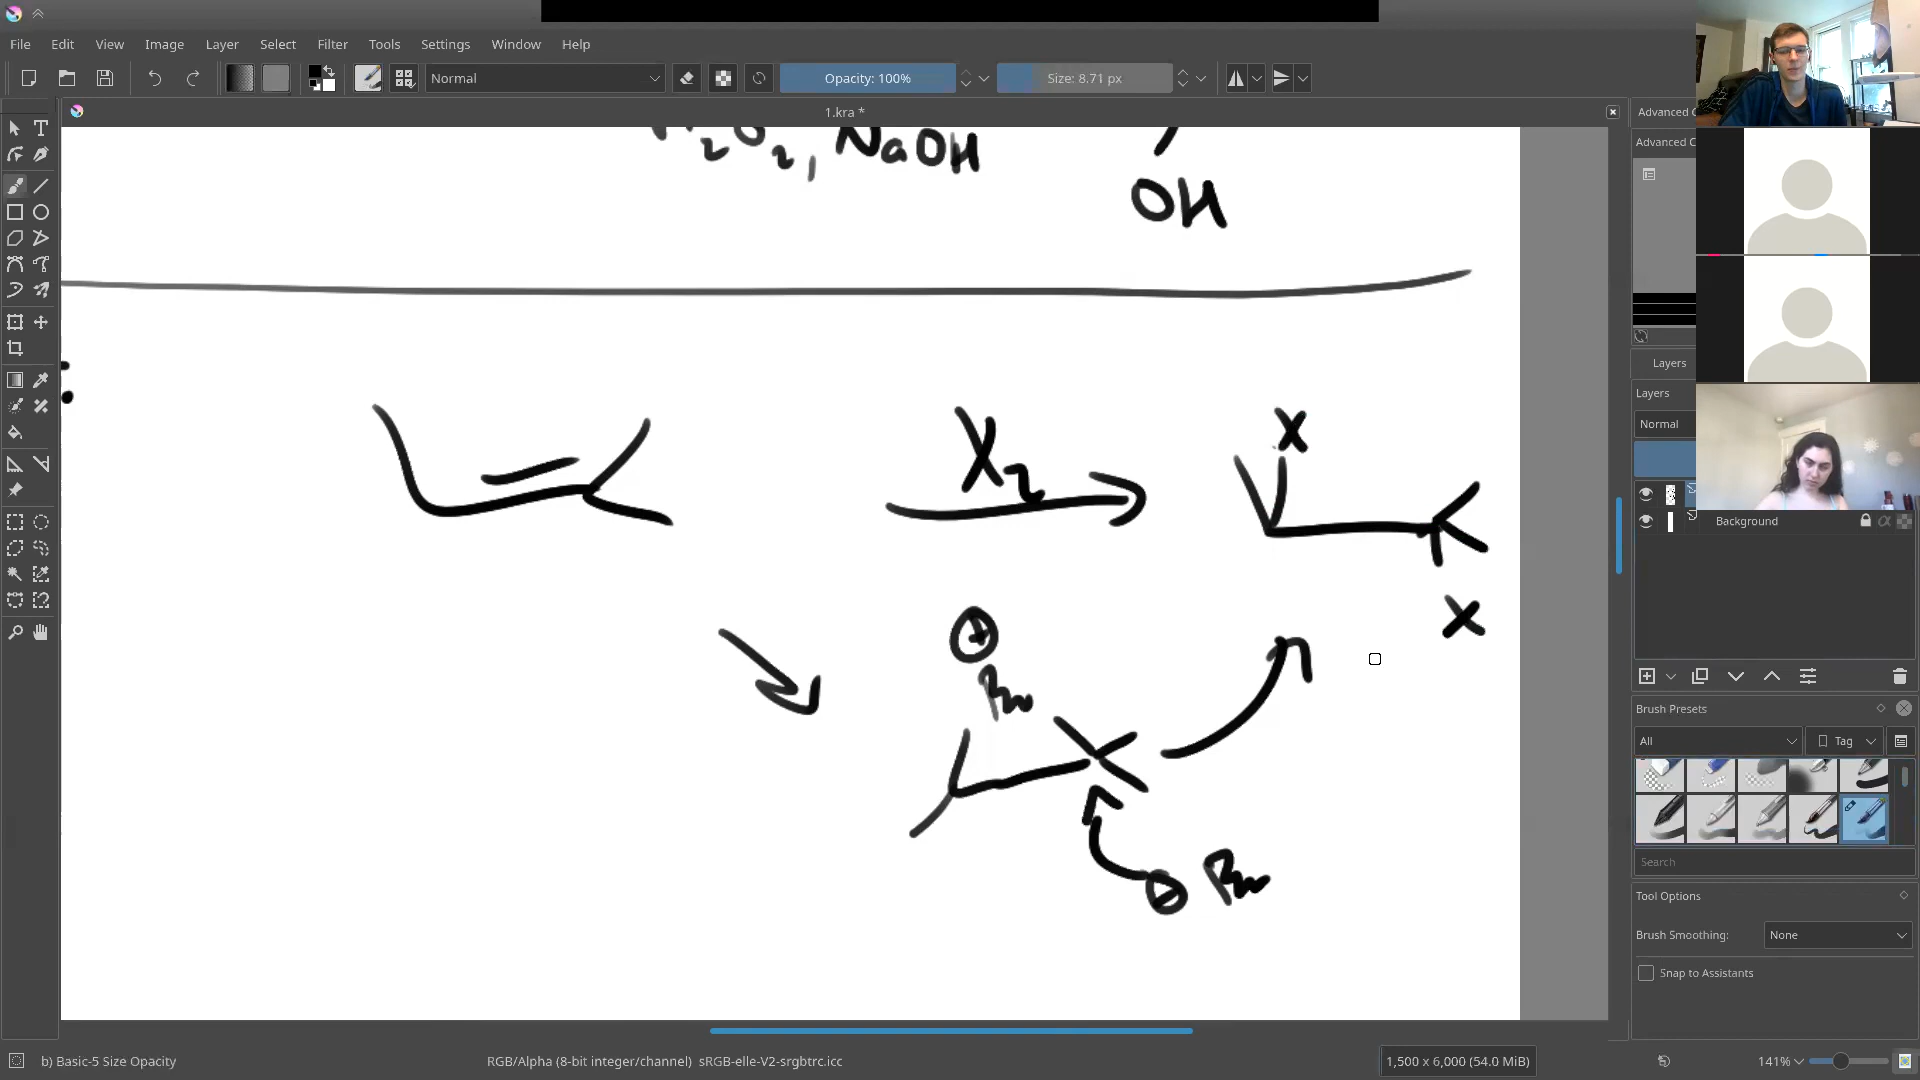 File Edit View Image Layer Select Filter Tools Settings Window Help
Normal
Opacity: 100%
Size: 8.71 px
1.kra *
Advanced C
Advanced C
2O2, NaOH
OH
:
X2
X
X
⊕
Br
⊖ Br
Layers
Layers
Normal
Background
Brush Presets
All
Tag
Search
Tool Options
Brush Smoothing:
None
Snap to Assistants
b) Basic-5 Size Opacity
RGB/Alpha (8-bit integer/channel) sRGB-elle-V2-srgbtrc.icc
1,500 x 6,000 (54.0 MiB)
141%